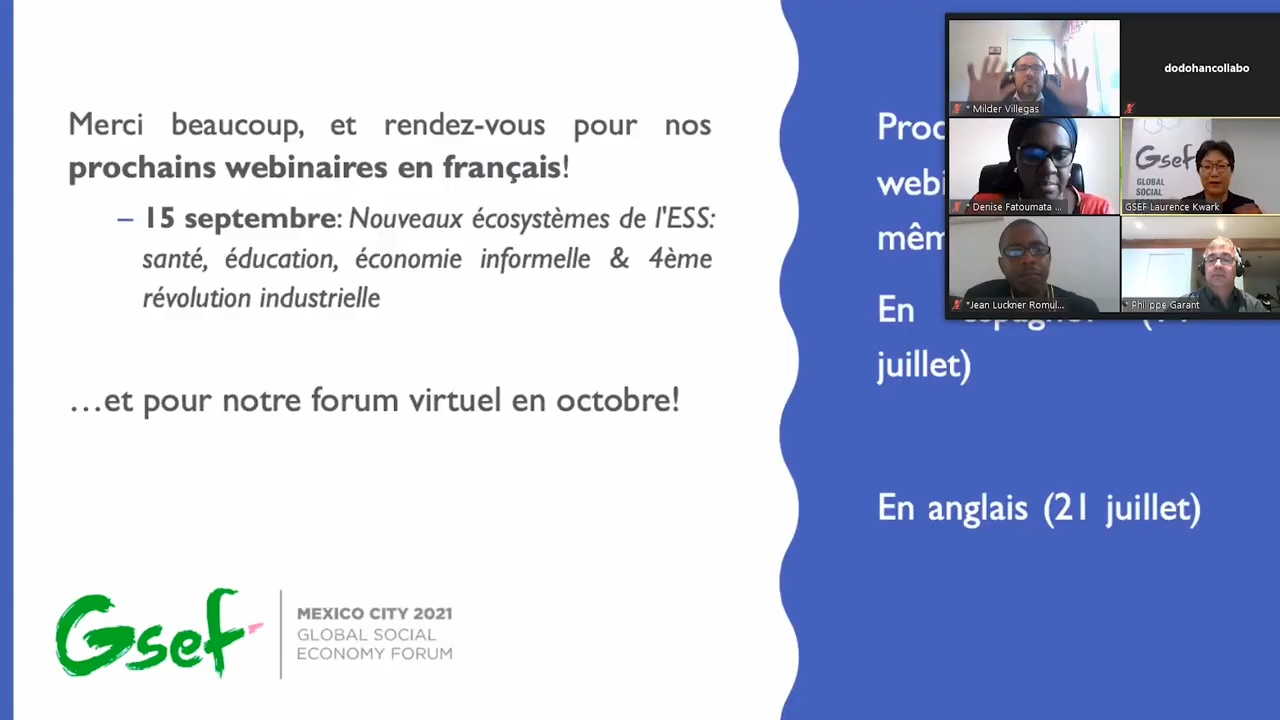 Merci beaucoup, et rendez-vous pour nos
prochains webinaires en français!
– 15 septembre: Nouveaux écosystèmes de l'ESS:
santé, éducation, économie informelle & 4ème
révolution industrielle
…et pour notre forum virtuel en octobre!
Gsef
MEXICO CITY 2021
GLOBAL SOCIAL
ECONOMY FORUM
En
juillet)
En anglais (21 juillet)
* Milder Villegas
dodohancollabo
* Denise Fatoumata ...
Gsef
GLOBAL
SOCIAL
GSEF Laurence Kwark
*Jean Luckner Romul...
* Philippe Garant